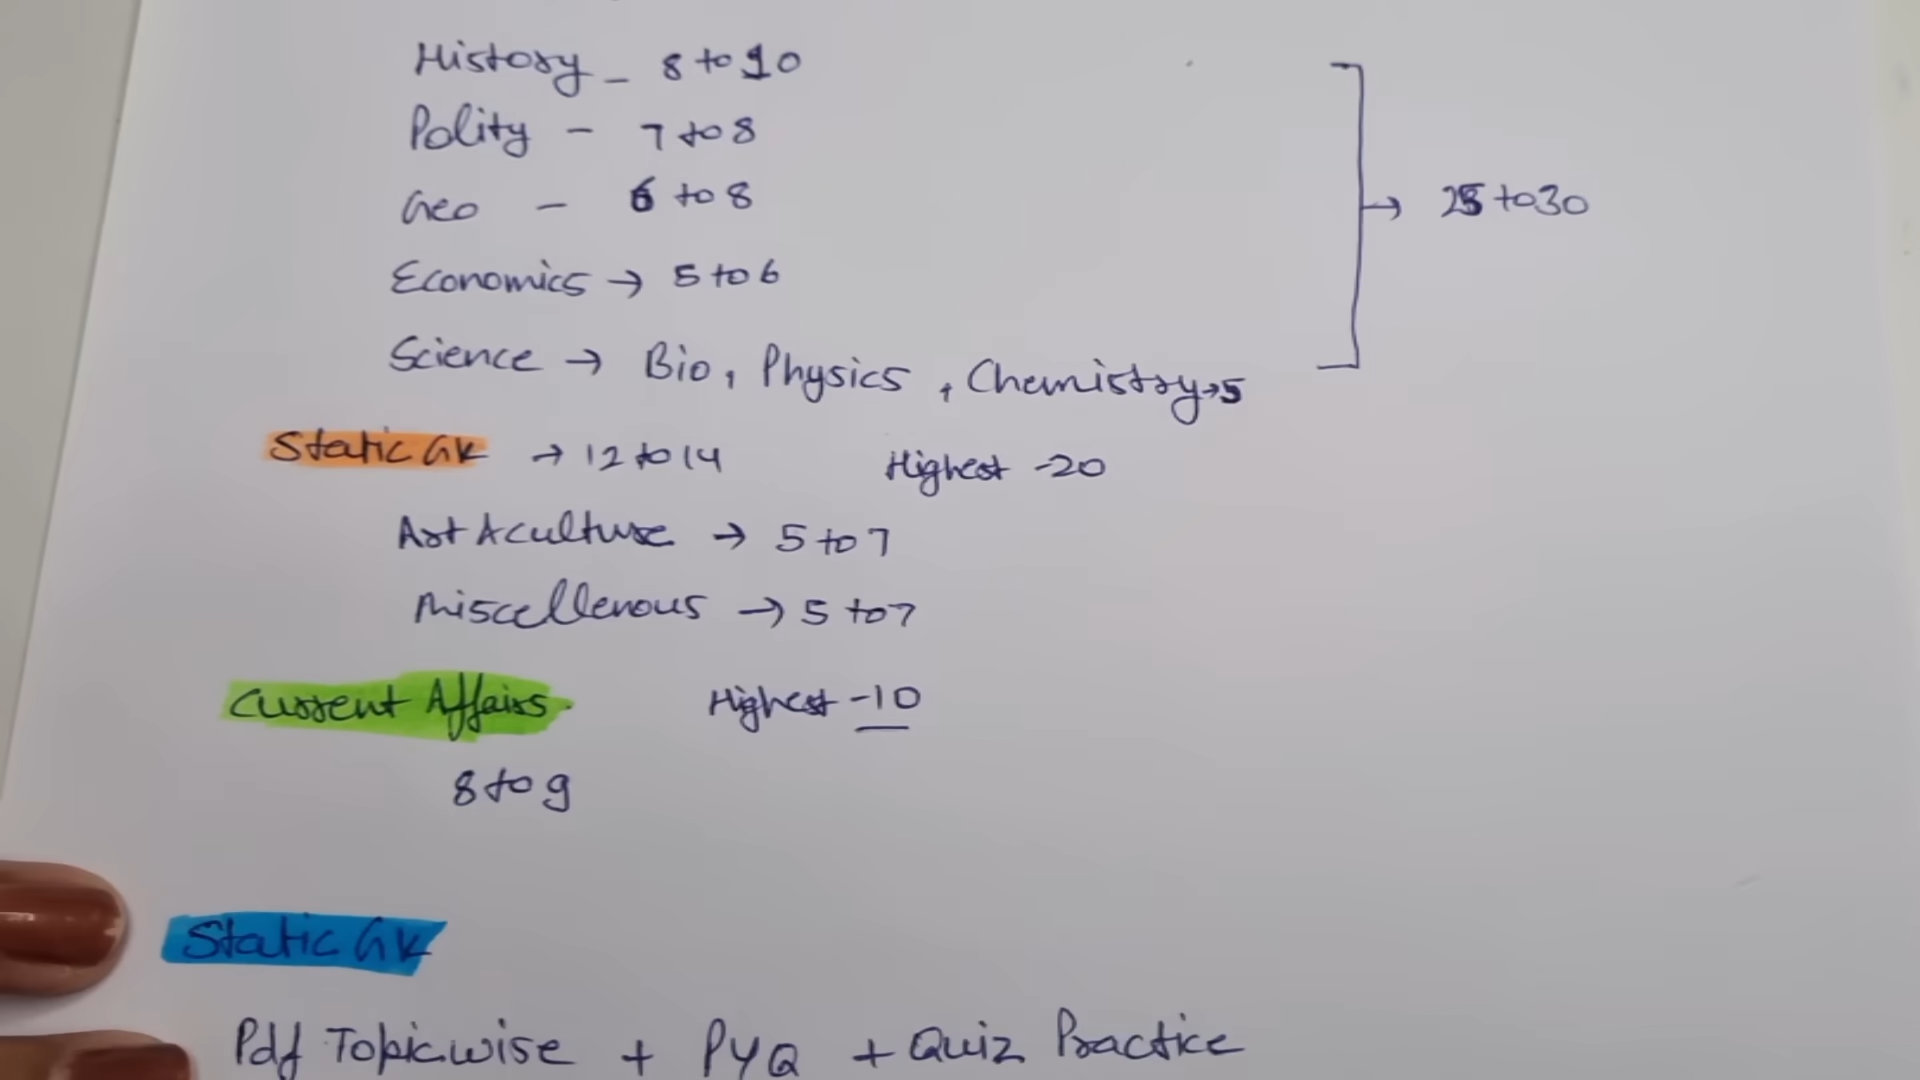 History - 8 to 10
Polity - 7 to 8
Geo - 6 to 8
Economics → 5 to 6
→ 25 to 30
Science → Bio, Physics, Chemistry → 5
Static GK → 12 to 14 Highest - 20
Art & culture → 5 to 7
Miscellenous → 5 to 7
Current Affairs. Highest - 10
8 to 9
Static GK
Pdf Topicwise + PYQ + Quiz Practice